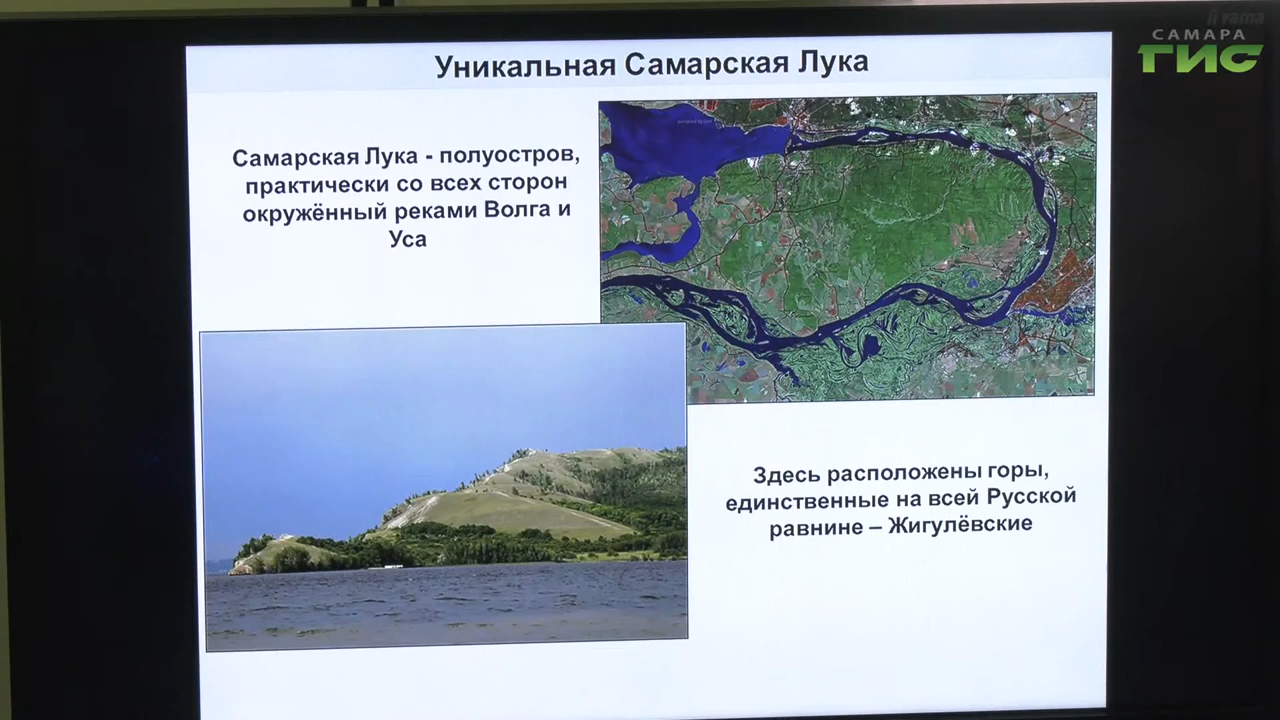 iiyama
САМАРА
ГИС
Уникальная Самарская Лука
Самарская Лука - полуостров,
практически со всех сторон
окружённый реками Волга и
Уса
Здесь расположены горы,
единственные на всей Русской
равнине – Жигулёвские